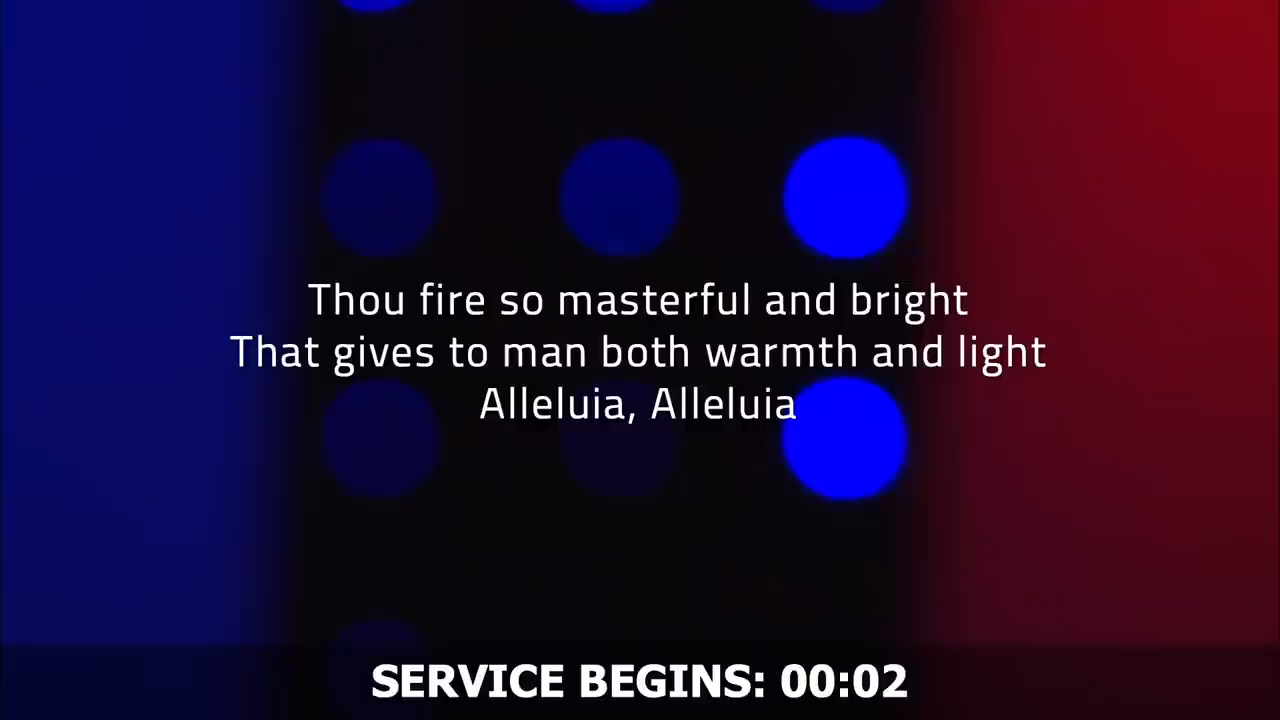 Thou fire so masterful and bright
That gives to man both warmth and light
Alleluia, Alleluia
SERVICE BEGINS: 00:02